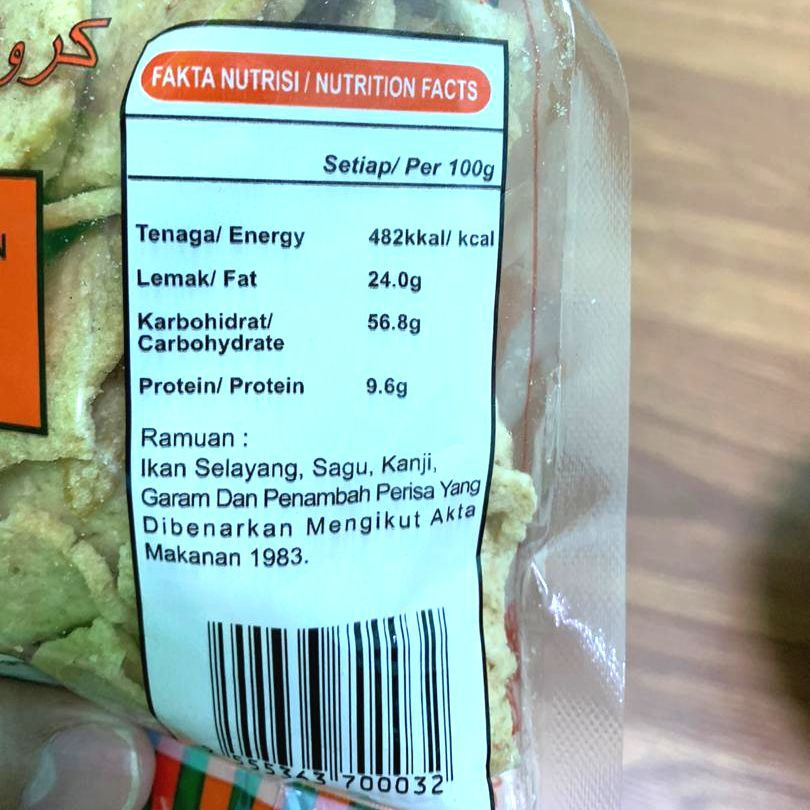 کرو
FAKTA NUTRISI / NUTRITION FACTS
Setiap/ Per 100g
Tenaga/ Energy 482kkal/ kcal
Lemak/ Fat 24.0g
Karbohidrat/ 56.8g
Carbohydrate
Protein/ Protein 9.6g
Ramuan :
Ikan Selayang, Sagu, Kanji,
Garam Dan Penambah Perisa Yang
Dibenarkan Mengikut Akta
Makanan 1983.
700032